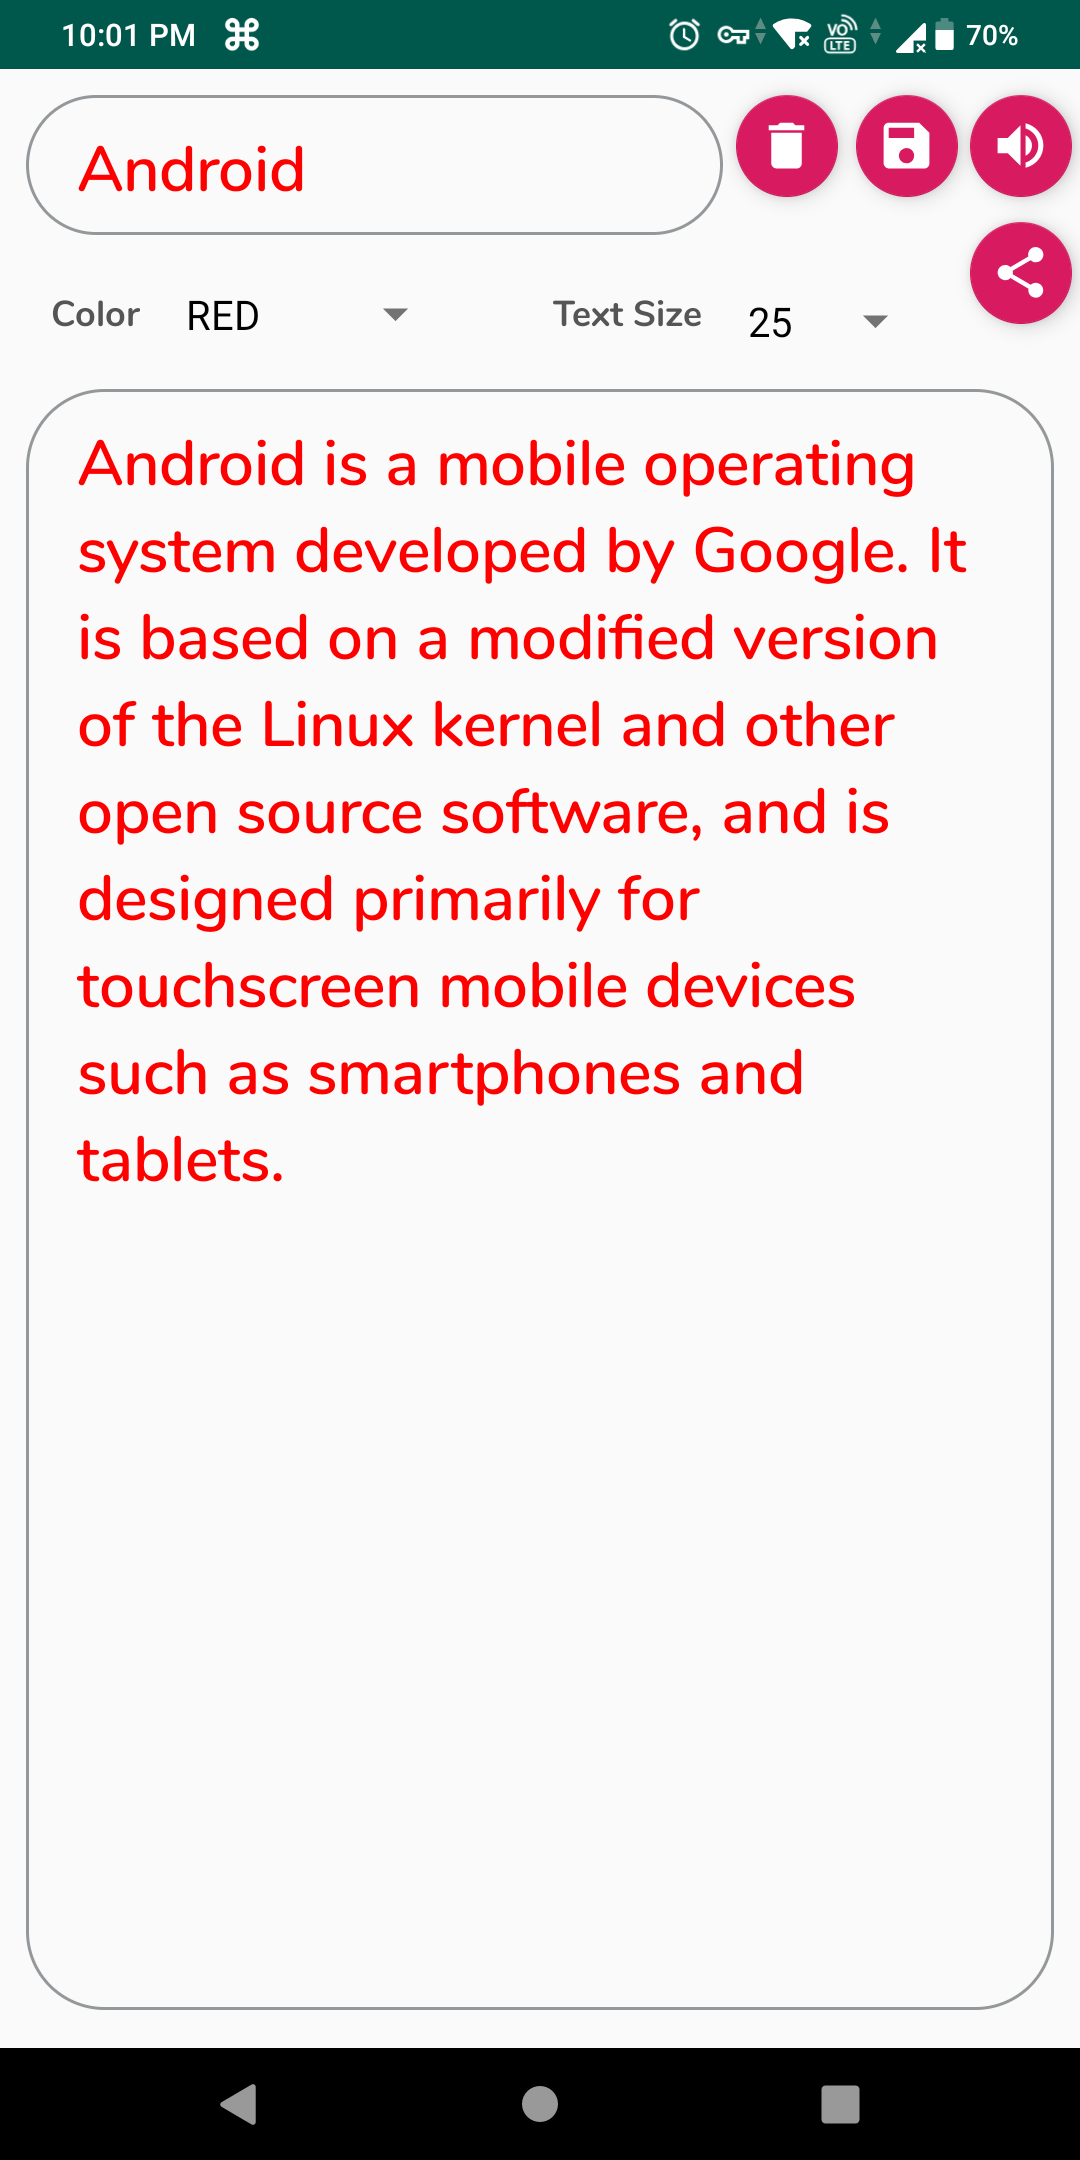 10:01 PM VO LTE 70%
Android
Color RED Text Size 25
Android is a mobile operating
system developed by Google. It
is based on a modified version
of the Linux kernel and other
open source software, and is
designed primarily for
touchscreen mobile devices
such as smartphones and
tablets.